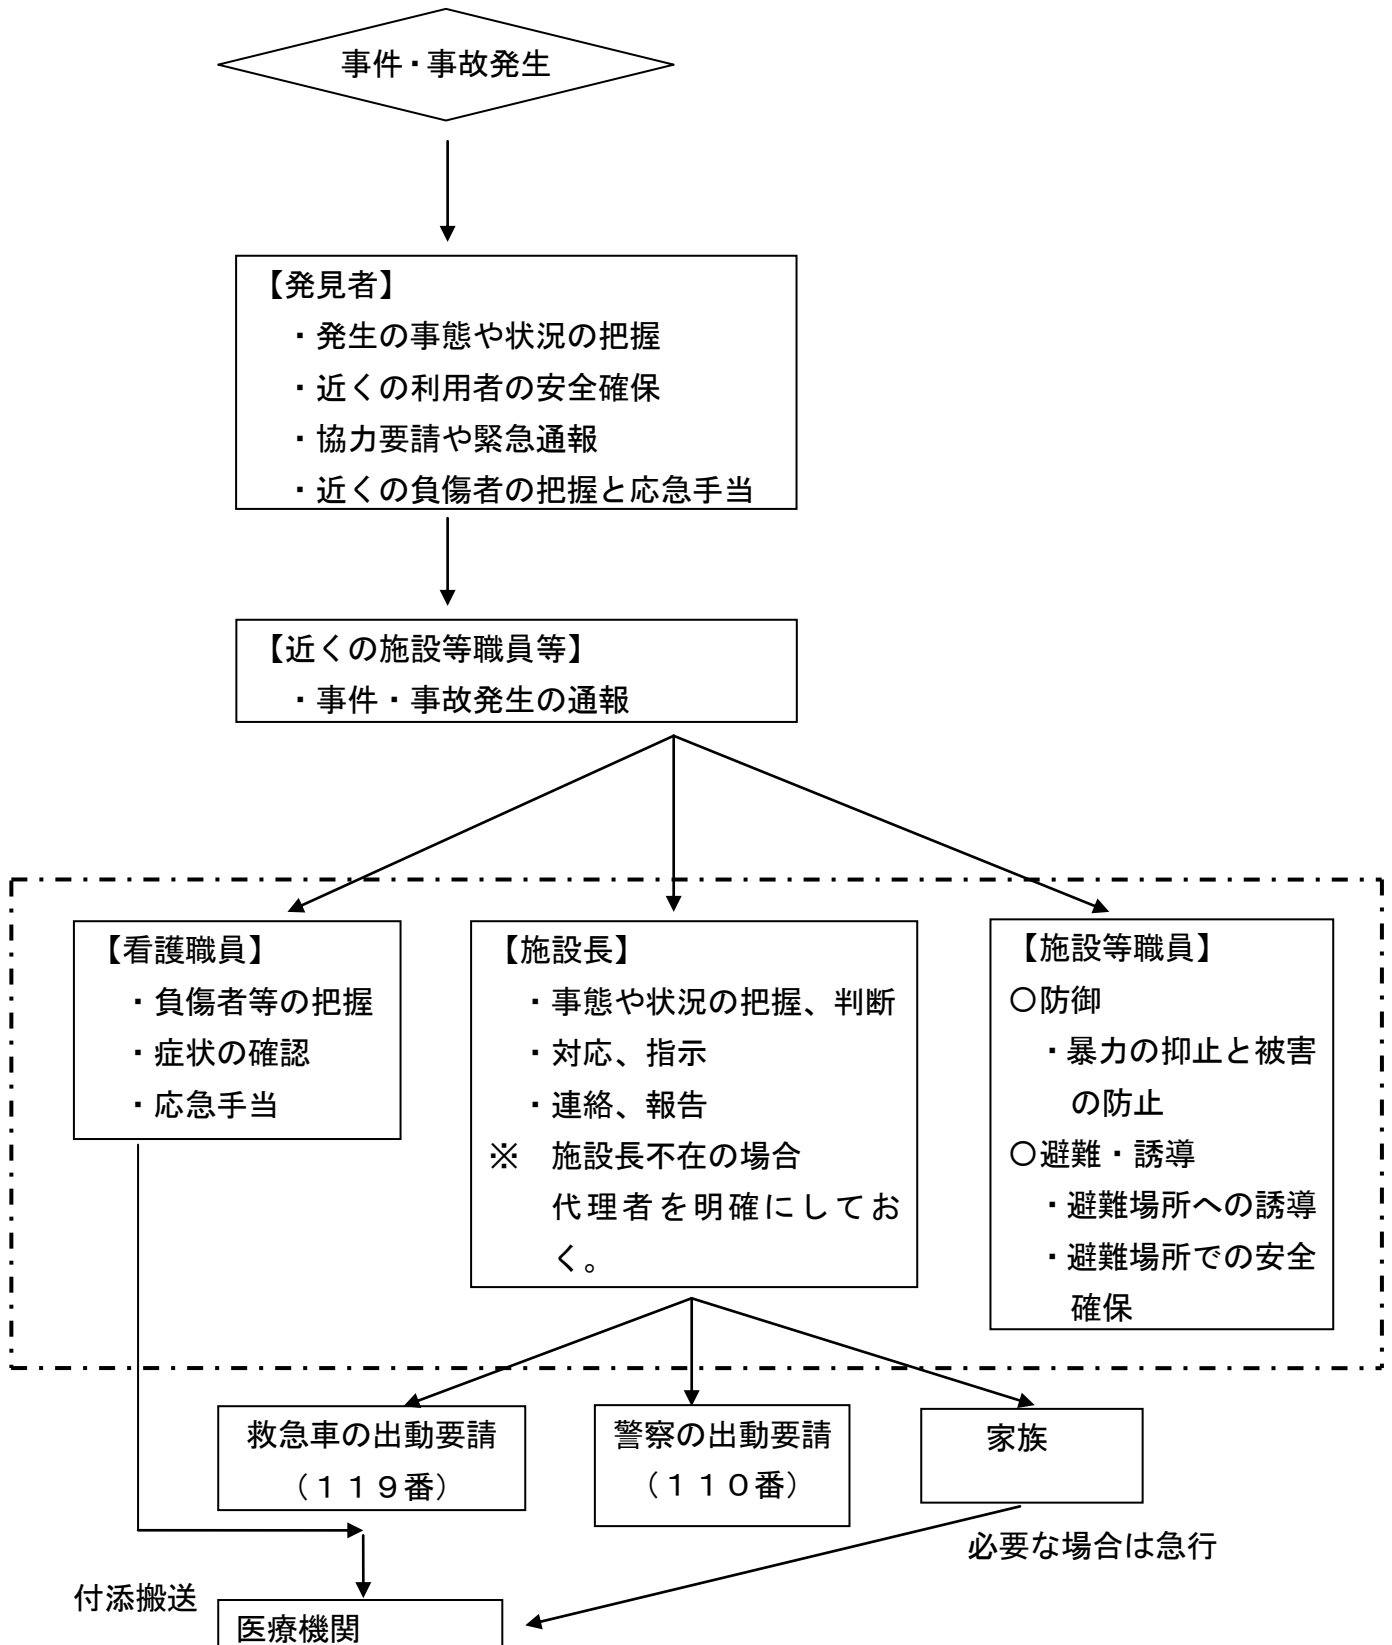 事件・事故発生
【発見者】
・発生の事態や状況の把握
・近くの利用者の安全確保
・協力要請や緊急通報
・近くの負傷者の把握と応急手当
【近くの施設等職員等】
・事件・事故発生の通報
【看護職員】
・負傷者等の把握
・症状の確認
・応急手当
【施設長】
・事態や状況の把握、判断
・対応、指示
・連絡、報告
※　施設長不在の場合
代理者を明確にしてお
く。
【施設等職員】
○防御
・暴力の抑止と被害
の防止
○避難・誘導
・避難場所への誘導
・避難場所での安全
確保
救急車の出動要請
（１１９番）
警察の出動要請
（１１０番）
家族
必要な場合は急行
付添搬送
医療機関